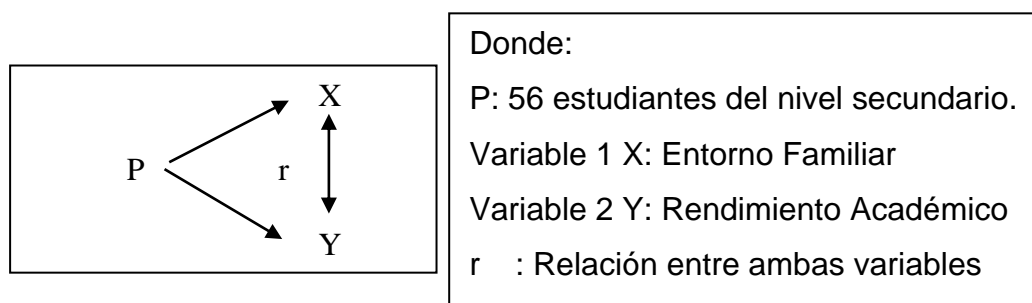 X
P
r
Y
Donde:
P: 56 estudiantes del nivel secundario.
Variable 1 X: Entorno Familiar
Variable 2 Y: Rendimiento Académico
r : Relación entre ambas variables